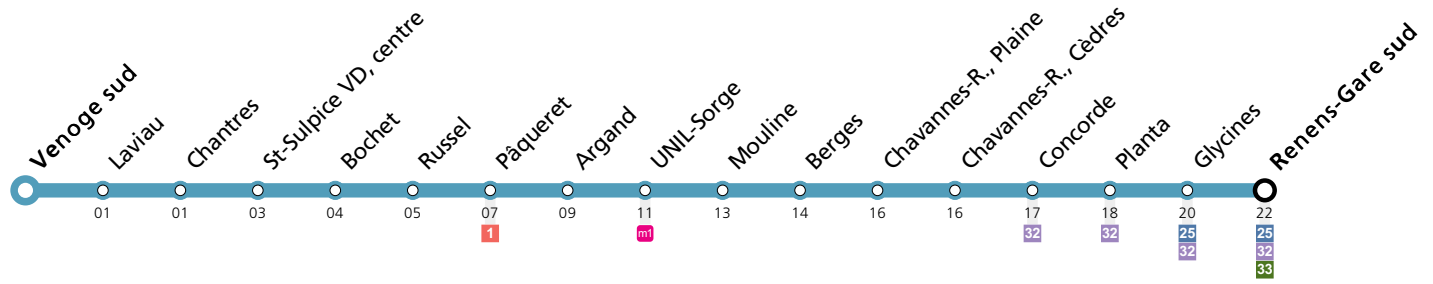 Venoge sud
Laviau
Chantres
St-Sulpice VD, centre
Bochet
Russel
Pâqueret
Argand
UNIL-Sorge
Mouline
Berges
Chavannes-R., Plaine
Chavannes-R., Cèdres
Concorde
Planta
Glycines
Renens-Gare sud
01 01 03 04 05 07 09 11 13 14 16 16 17 18 20 22
1 m1 32 32 25 25
32 32
33